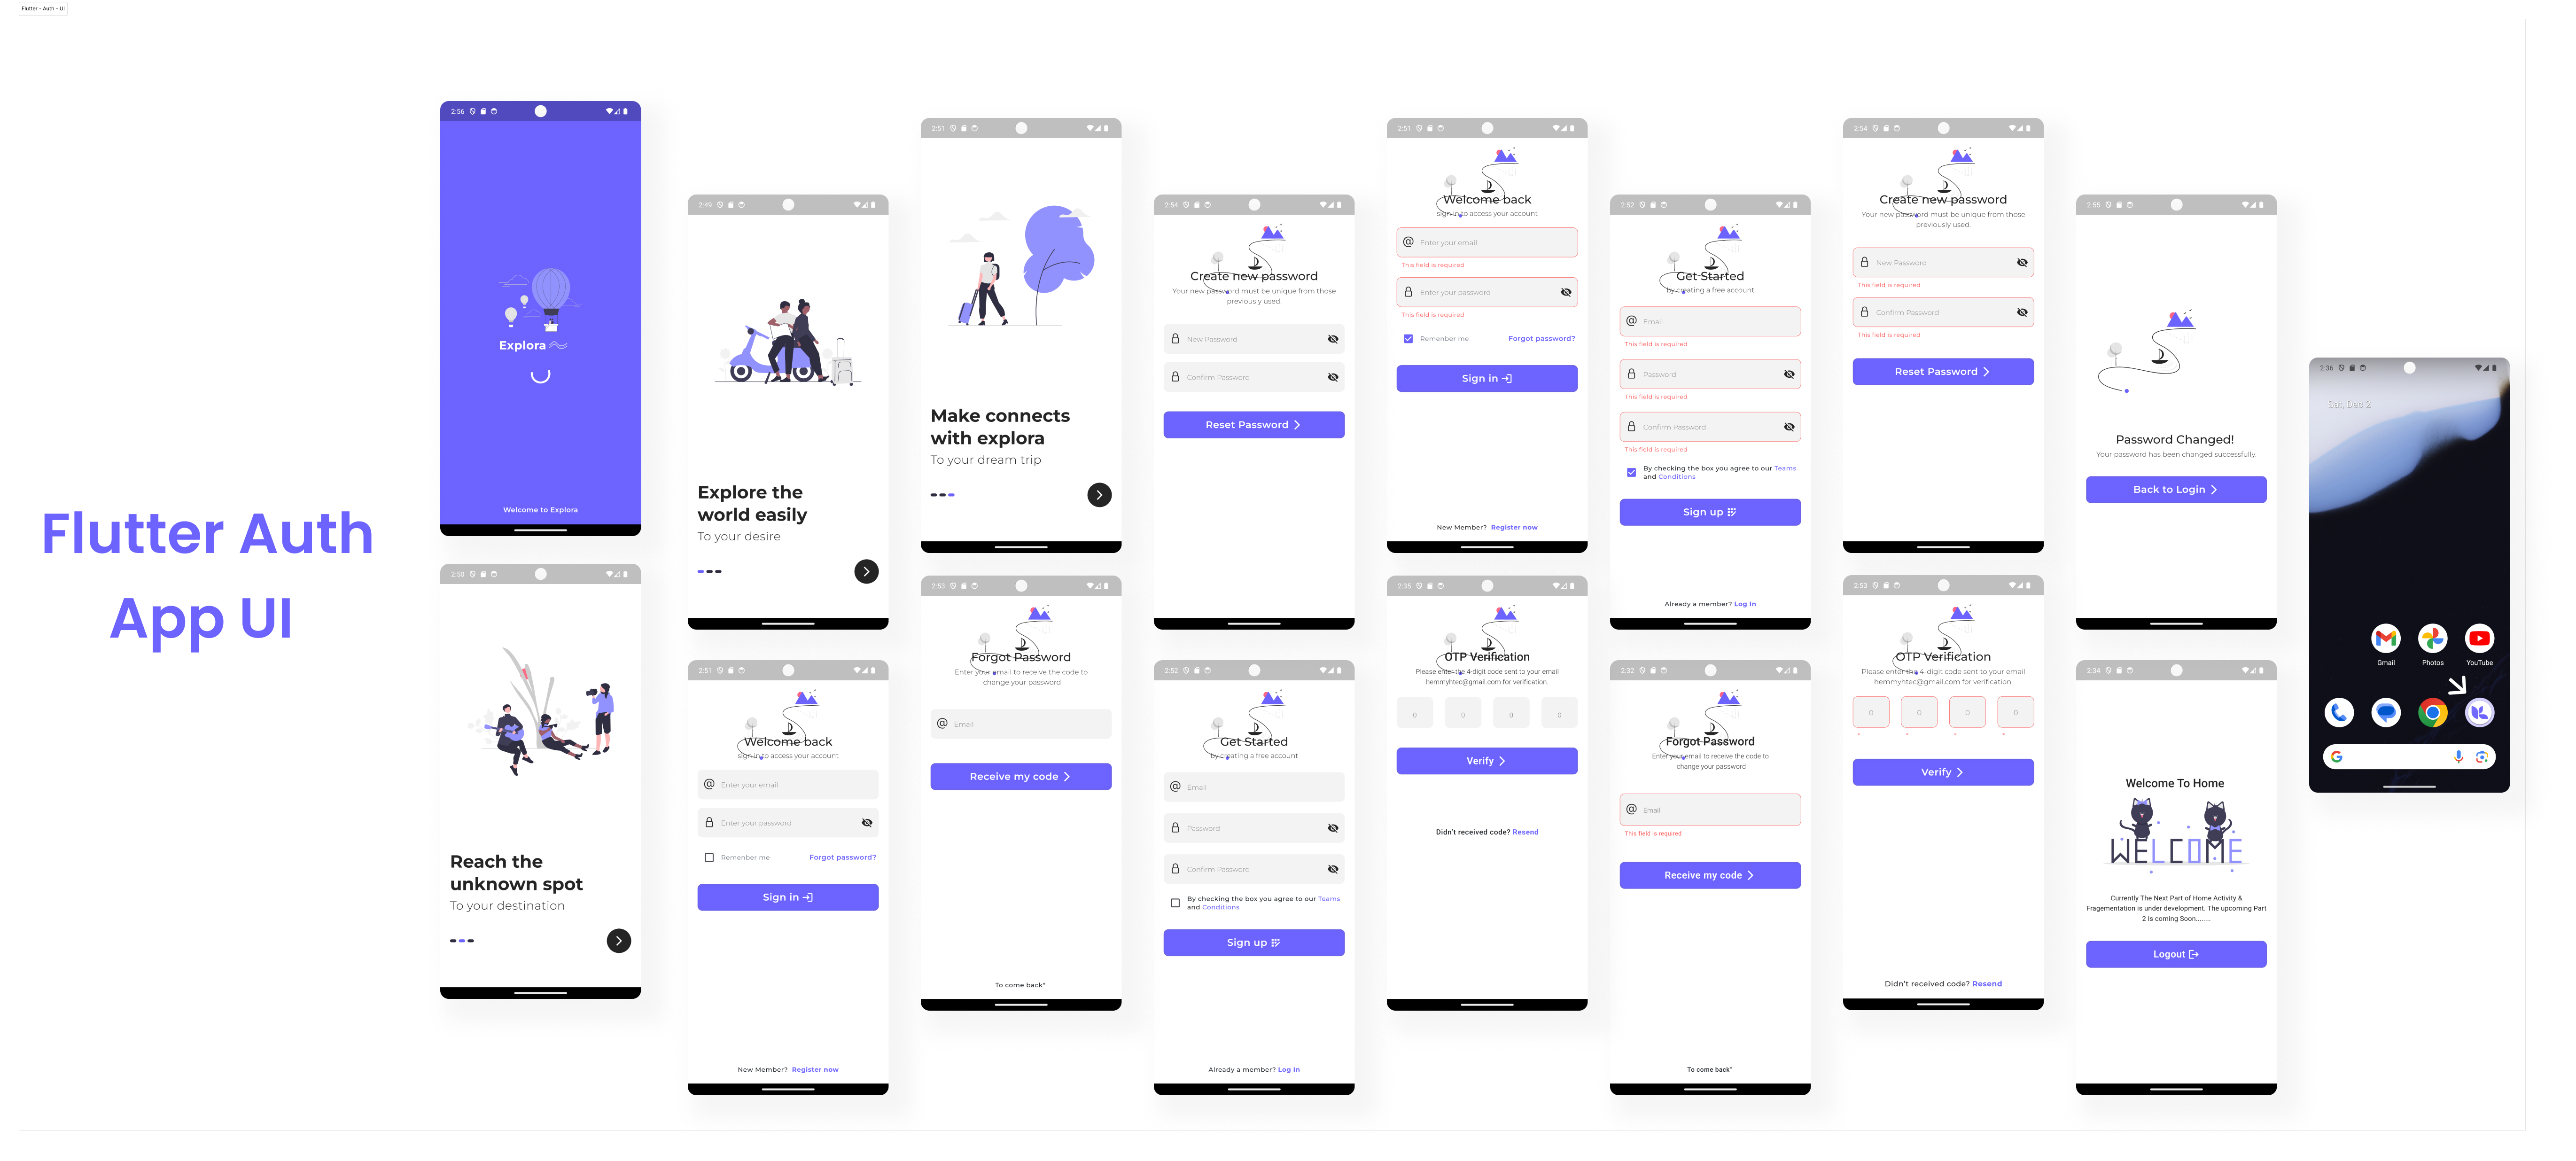 Flutter - Auth - UI
Flutter Auth
App UI
2:56
Explora
Welcome to Explora
2:50
Reach the
unknown spot
To your destination
2:49
Explore the
world easily
To your desire
2:51
Welcome back
sign in to access your account
@ Enter your email
Enter your password
Remenber me Forgot password?
Sign in
New Member? Register now
2:51
Make connects
with explora
To your dream trip
2:53
Forgot Password
Enter your email to receive the code to
change your password
@ Email
Receive my code
To come back"
2:54
Create new password
Your new password must be unique from those
previously used.
New Password
Confirm Password
Reset Password
2:52
Get Started
by creating a free account
@ Email
Password
Confirm Password
By checking the box you agree to our Teams
and Conditions
Sign up
Already a member? Log In
2:51
Welcome back
sign in to access your account
@ Enter your email
This field is required
Enter your password
This field is required
Remenber me Forgot password?
Sign in
New Member? Register now
2:35
OTP Verification
Please enter the 4-digit code sent to your email
hemmyhtec@gmail.com for verification.
0 0 0 0
Verify
Didn't received code? Resend
2:52
Get Started
by creating a free account
@ Email
This field is required
Password
This field is required
Confirm Password
This field is required
By checking the box you agree to our Teams
and Conditions
Sign up
Already a member? Log In
2:32
Forgot Password
Enter your email to receive the code to
change your password
@ Email
This field is required
Receive my code
To come back"
2:54
Create new password
Your new password must be unique from those
previously used.
New Password
This field is required
Confirm Password
This field is required
Reset Password
2:53
OTP Verification
Please enter the 4-digit code sent to your email
hemmyhtec@gmail.com for verification.
0 0 0 0
Verify
Didn't received code? Resend
2:55
Password Changed!
Your password has been changed successfully.
Back to Login
2:34
Welcome To Home
WELCOME
Currently The Next Part of Home Activity &
Fragementation is under development. The upcoming Part
2 is coming Soon........
Logout
2:36
Sat, Dec 2
Gmail Photos YouTube